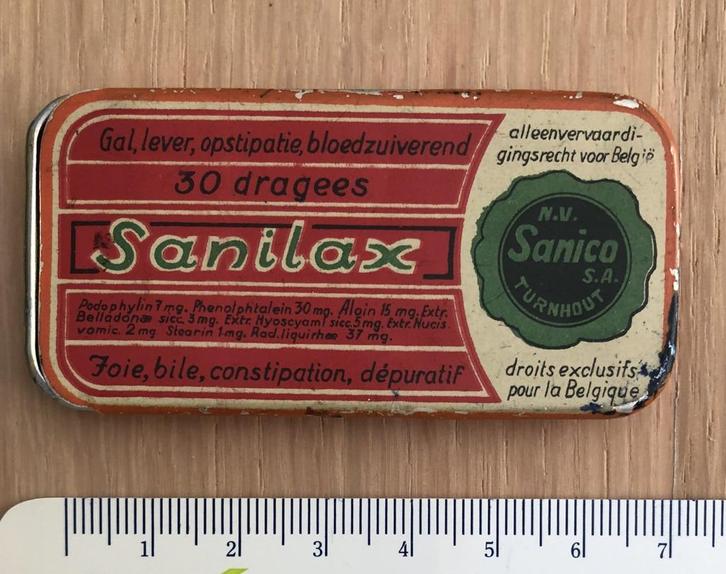 Gal, lever, opstipatie, bloedzuiverend
30 dragees
Sanilax
Podophylin 7 mg. Phenolphtalein 30 mg. Aloin 15 mg. Extr.
Belladonæ sicc. 3 mg. Extr. Hyoscyami sicc. 5 mg. Extr. Nucis
vomic. 2 mg Stearin 1 mg. Rad. liquirhæ 37 mg.
Foie, bile, constipation, dépuratif
alleenvervaardi-
gingsrecht voor België
N.V.
Sanico
S.A.
TURNHOUT
droits exclusifs
pour la Belgique
1 2 3 4 5 6 7